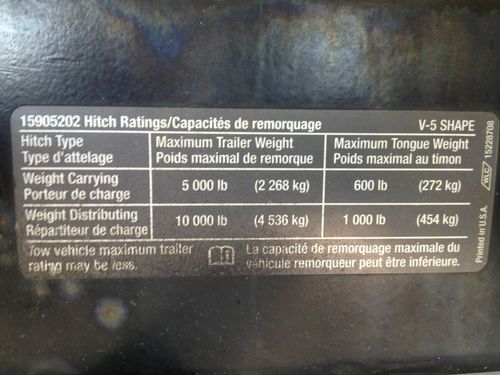 15905202 Hitch Ratings/Capacités de remorquage V-5 SHAPE
Hitch Type Maximum Trailer Weight Maximum Tongue Weight
Type d'attelage Poids maximal de remorque Poids maximal au timon
Weight Carrying
Porteur de charge 5 000 lb (2 268 kg) 600 lb (272 kg)
Weight Distributing
Répartiteur de charge 10 000 lb (4 536 kg) 1 000 lb (454 kg)
Tow vehicle maximum trailer
rating may be less.
La capacité de remorquage maximale du
véhicule remorqueur peut être inférieure.
Printed in U.S.A. WLC 15228708